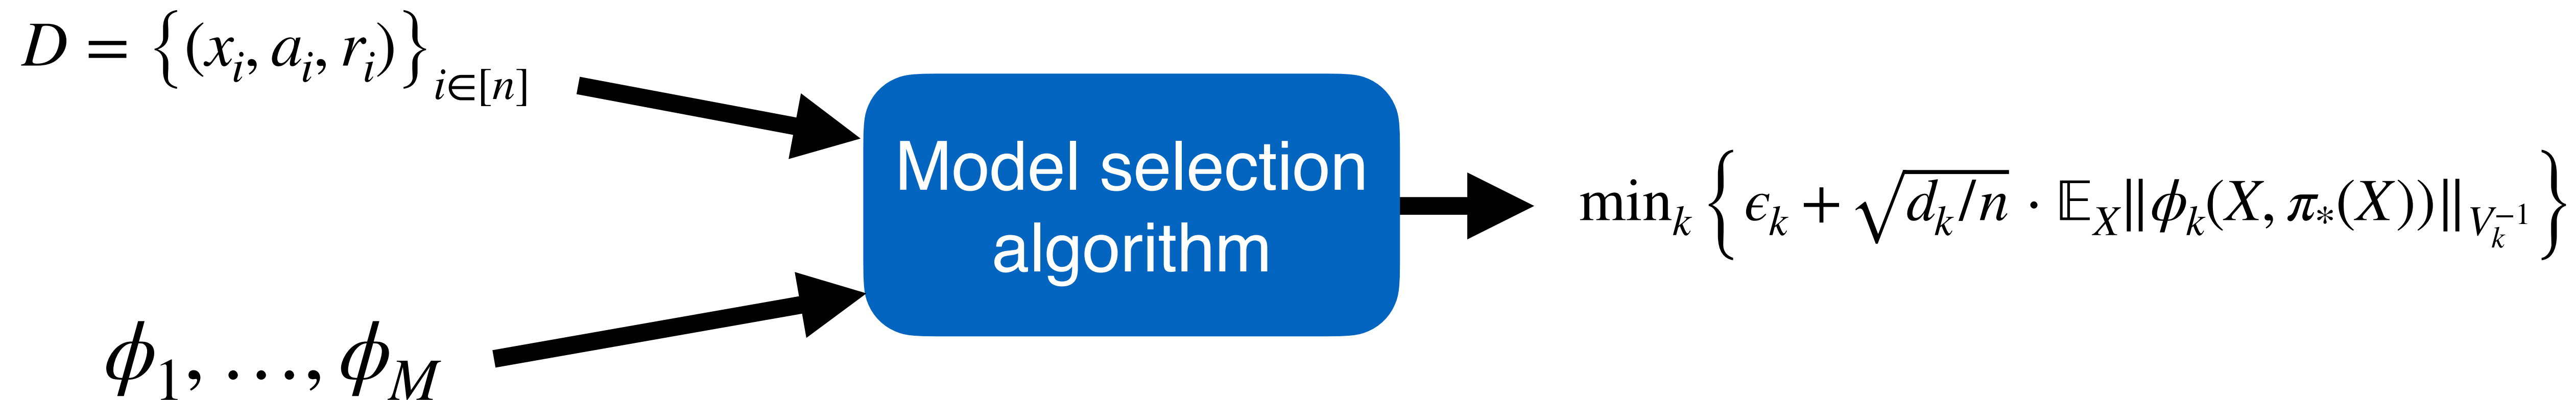 D = {(x_i, a_i, r_i)}_{i∈[n]}
ϕ_1, …, ϕ_M
Model selection
algorithm
min_k {ϵ_k + √(d_k/n) · 𝔼_X‖ϕ_k(X, π_*(X))‖_{V_k^{-1}}}